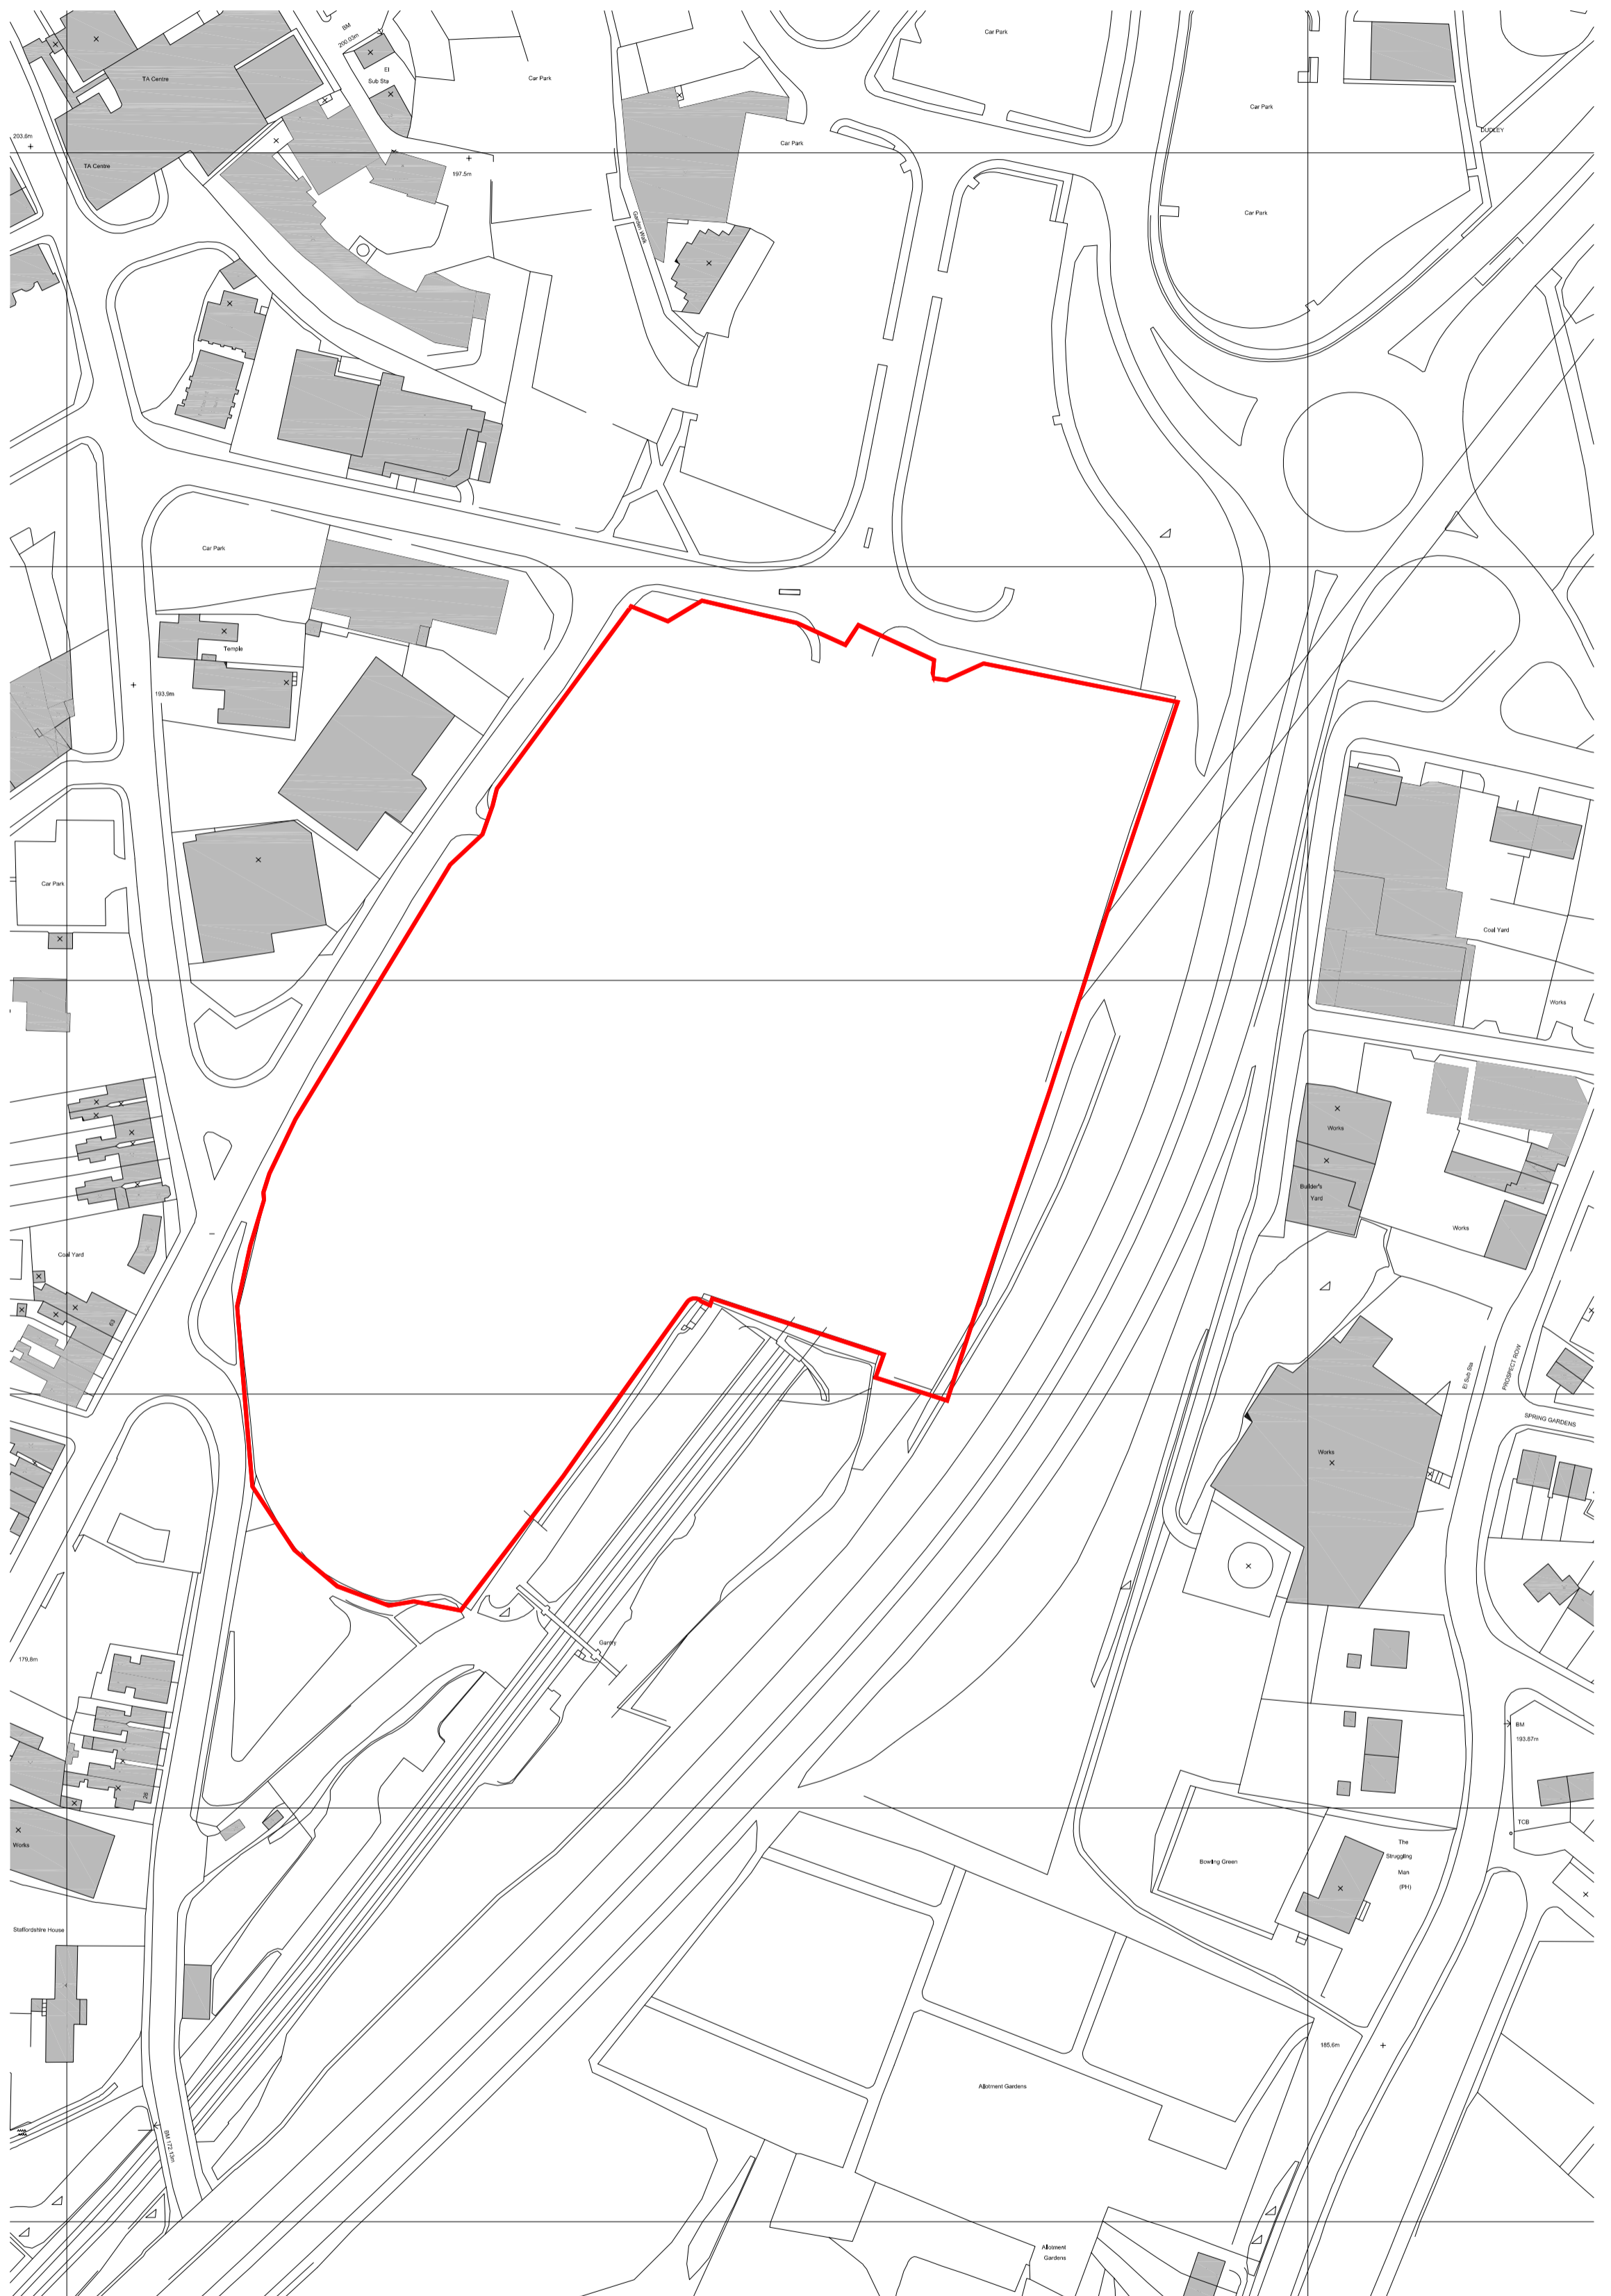 BM
200.03m
El
Sub Sta
TA Centre
Car Park
Car Park
Car Park
DUDLEY
203.6m
TA Centre
197.5m
Car Park
Garden Walk
Car Park
Car Park
Temple
193.9m
Car Park
Coal Yard
Works
Works
Builder's
Yard
Works
Coal Yard
63
El Sub Sta
PROSPECT ROW
SPRING GARDENS
Works
Gantry
179.8m
BM
193.87m
26
TCB
Works
The
Struggling
Man
(PH)
Bowling Green
Staffordshire House
185.6m
Allotment Gardens
BM 172.13m
Allotment
Gardens